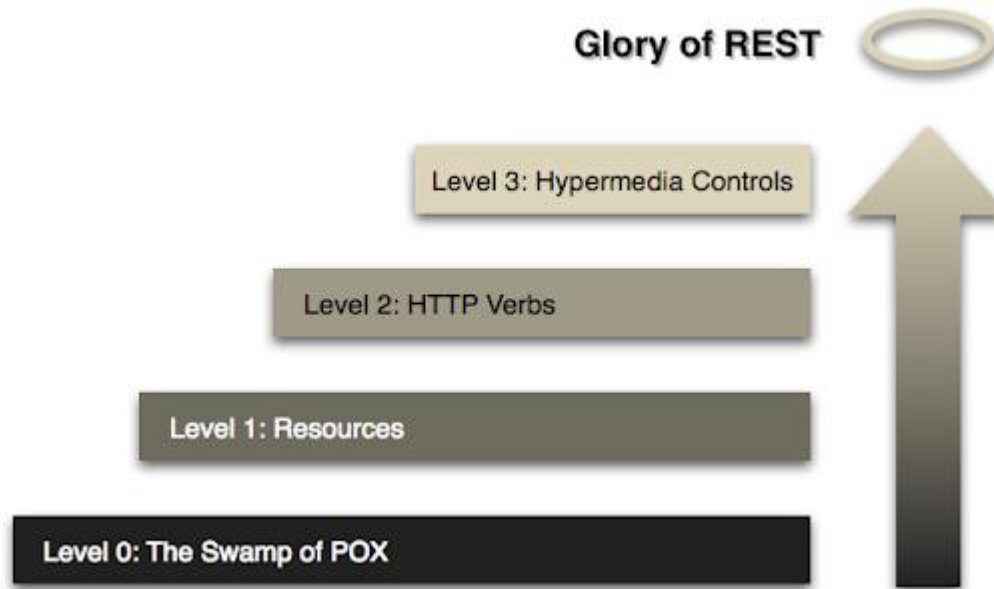 Glory of REST
Level 3: Hypermedia Controls
Level 2: HTTP Verbs
Level 1: Resources
Level 0: The Swamp of POX